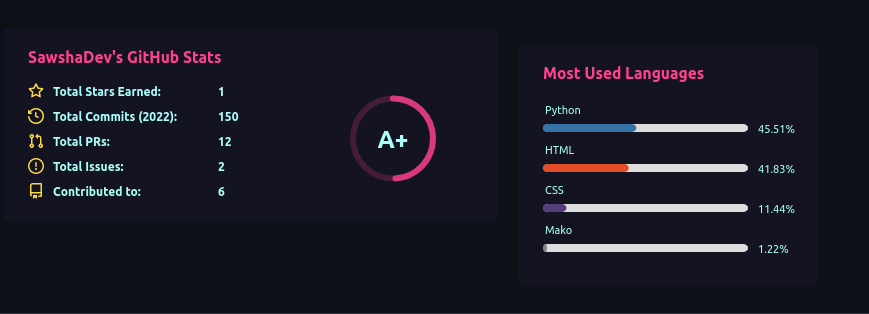 SawshaDev's GitHub Stats
Total Stars Earned: 1
Total Commits (2022): 150
Total PRs: 12
Total Issues: 2
Contributed to: 6
A+
Most Used Languages
Python
45.51%
HTML
41.83%
CSS
11.44%
Mako
1.22%